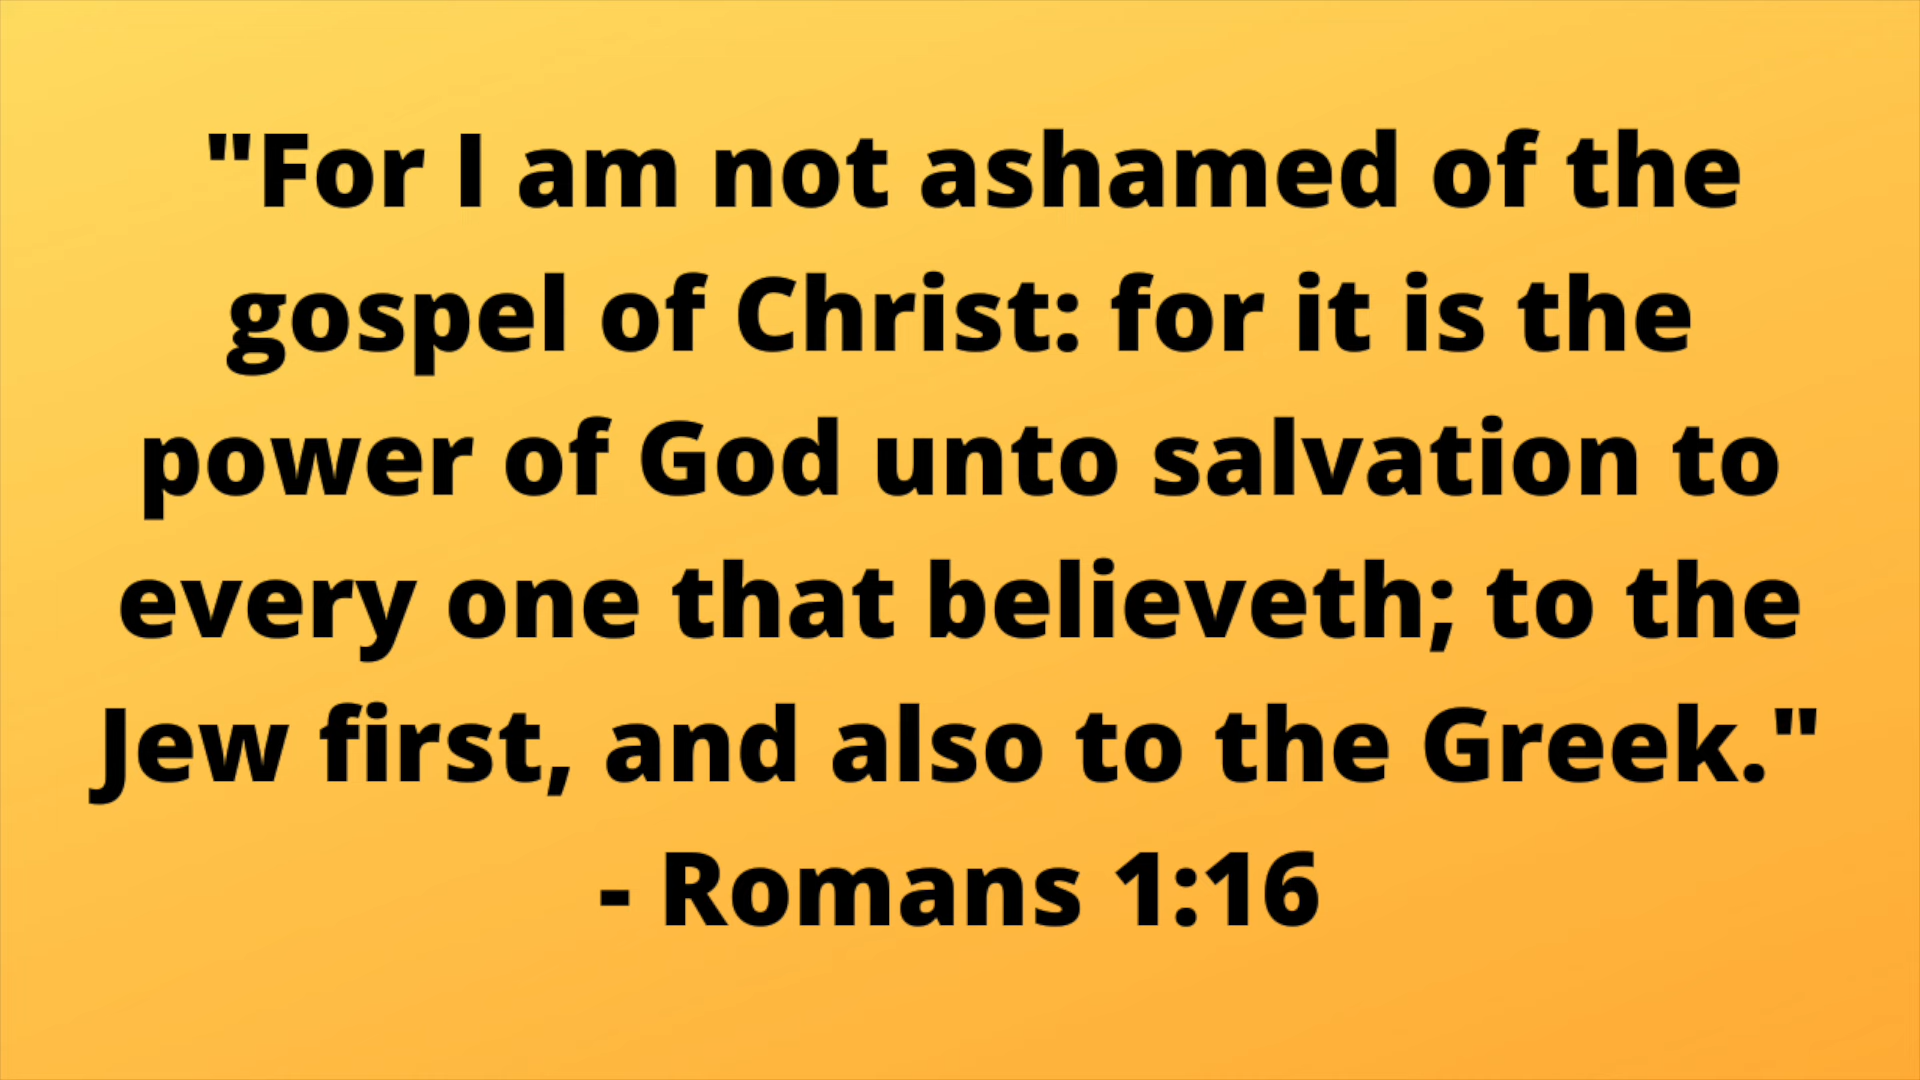 "For I am not ashamed of the
gospel of Christ: for it is the
power of God unto salvation to
every one that believeth; to the
Jew first, and also to the Greek."
- Romans 1:16